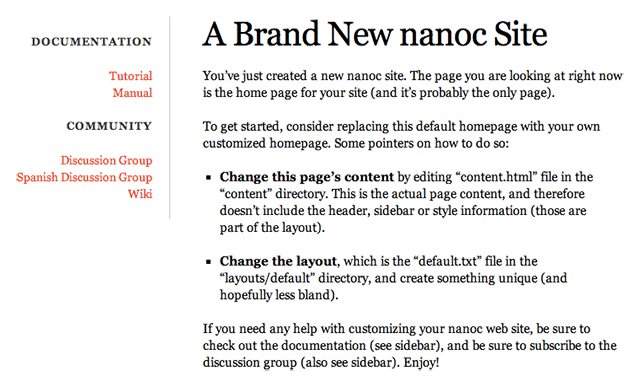 DOCUMENTATION
Tutorial
Manual
COMMUNITY
Discussion Group
Spanish Discussion Group
Wiki
A Brand New nanoc Site
You’ve just created a new nanoc site. The page you are looking at right now
is the home page for your site (and it’s probably the only page).
To get started, consider replacing this default homepage with your own
customized homepage. Some pointers on how to do so:
▪ Change this page’s content by editing “content.html” file in the
“content” directory. This is the actual page content, and therefore
doesn’t include the header, sidebar or style information (those are
part of the layout).
▪ Change the layout, which is the “default.txt” file in the
“layouts/default” directory, and create something unique (and
hopefully less bland).
If you need any help with customizing your nanoc web site, be sure to
check out the documentation (see sidebar), and be sure to subscribe to the
discussion group (also see sidebar). Enjoy!